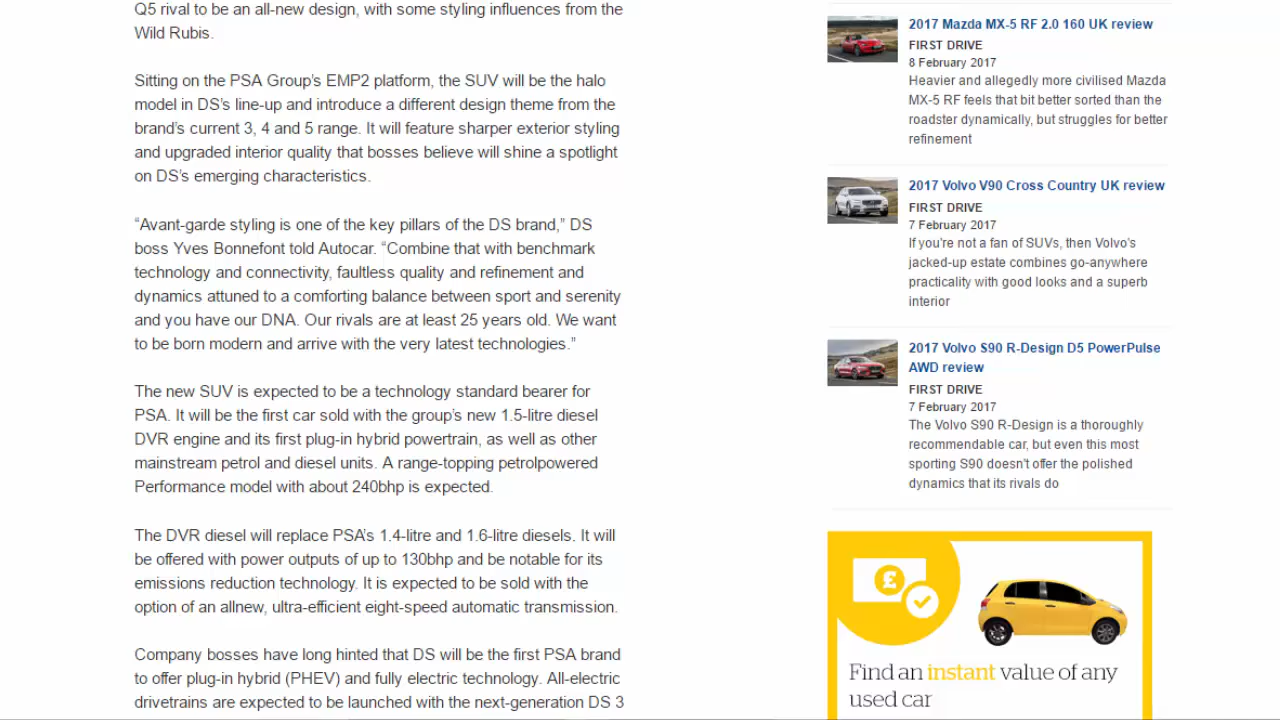 Q5 rival to be an all-new design, with some styling influences from the
Wild Rubis.
Sitting on the PSA Group's EMP2 platform, the SUV will be the halo
model in DS's line-up and introduce a different design theme from the
brand's current 3, 4 and 5 range. It will feature sharper exterior styling
and upgraded interior quality that bosses believe will shine a spotlight
on DS's emerging characteristics.
“Avant-garde styling is one of the key pillars of the DS brand,” DS
boss Yves Bonnefont told Autocar. “Combine that with benchmark
technology and connectivity, faultless quality and refinement and
dynamics attuned to a comforting balance between sport and serenity
and you have our DNA. Our rivals are at least 25 years old. We want
to be born modern and arrive with the very latest technologies.”
The new SUV is expected to be a technology standard bearer for
PSA. It will be the first car sold with the group's new 1.5-litre diesel
DVR engine and its first plug-in hybrid powertrain, as well as other
mainstream petrol and diesel units. A range-topping petrolpowered
Performance model with about 240bhp is expected.
The DVR diesel will replace PSA's 1.4-litre and 1.6-litre diesels. It will
be offered with power outputs of up to 130bhp and be notable for its
emissions reduction technology. It is expected to be sold with the
option of an allnew, ultra-efficient eight-speed automatic transmission.
Company bosses have long hinted that DS will be the first PSA brand
to offer plug-in hybrid (PHEV) and fully electric technology. All-electric
drivetrains are expected to be launched with the next-generation DS 3
2017 Mazda MX-5 RF 2.0 160 UK review
FIRST DRIVE
8 February 2017
Heavier and allegedly more civilised Mazda
MX-5 RF feels that bit better sorted than the
roadster dynamically, but struggles for better
refinement
2017 Volvo V90 Cross Country UK review
FIRST DRIVE
7 February 2017
If you're not a fan of SUVs, then Volvo's
jacked-up estate combines go-anywhere
practicality with good looks and a superb
interior
2017 Volvo S90 R-Design D5 PowerPulse
AWD review
FIRST DRIVE
7 February 2017
The Volvo S90 R-Design is a thoroughly
recommendable car, but even this most
sporting S90 doesn't offer the polished
dynamics that its rivals do
£
Find an instant value of any
used car